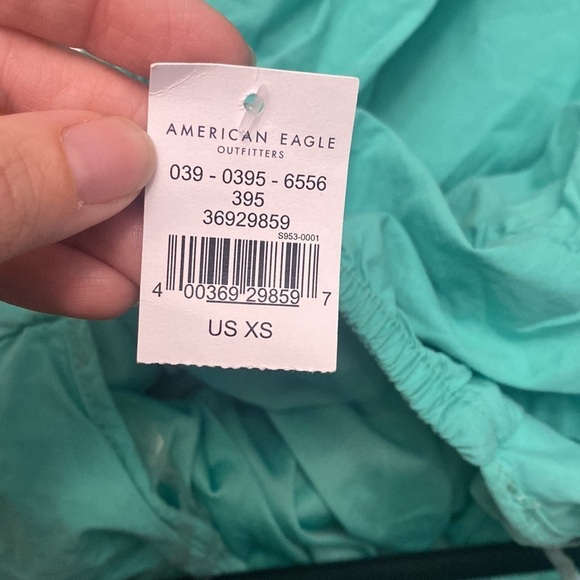 AMERICAN EAGLE
OUTFITTERS
039 - 0395 - 6556
395
36929859
S953-0001
4 00369 29859 7
US XS